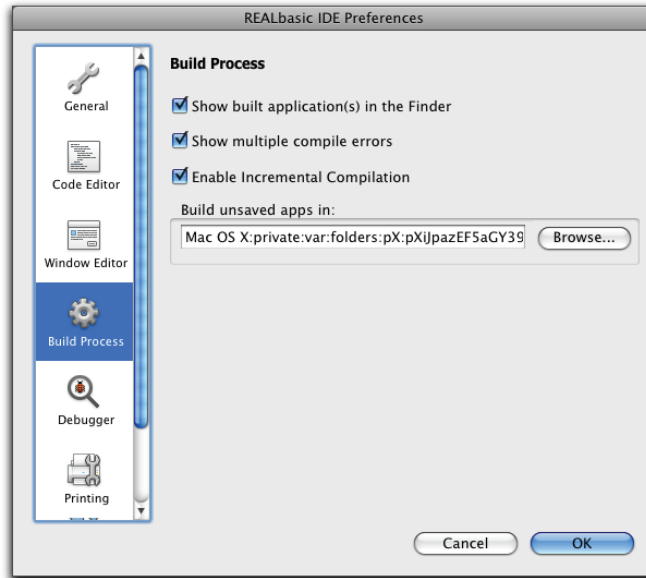 REALbasic IDE Preferences
General
Code Editor
Window Editor
Build Process
Debugger
Printing
Build Process
Show built application(s) in the Finder
Show multiple compile errors
Enable Incremental Compilation
Build unsaved apps in:
Mac OS X:private:var:folders:pX:pXiJpazEF5aGY39
Browse...
Cancel
OK